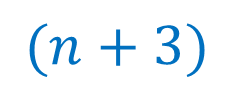 (n + 3)